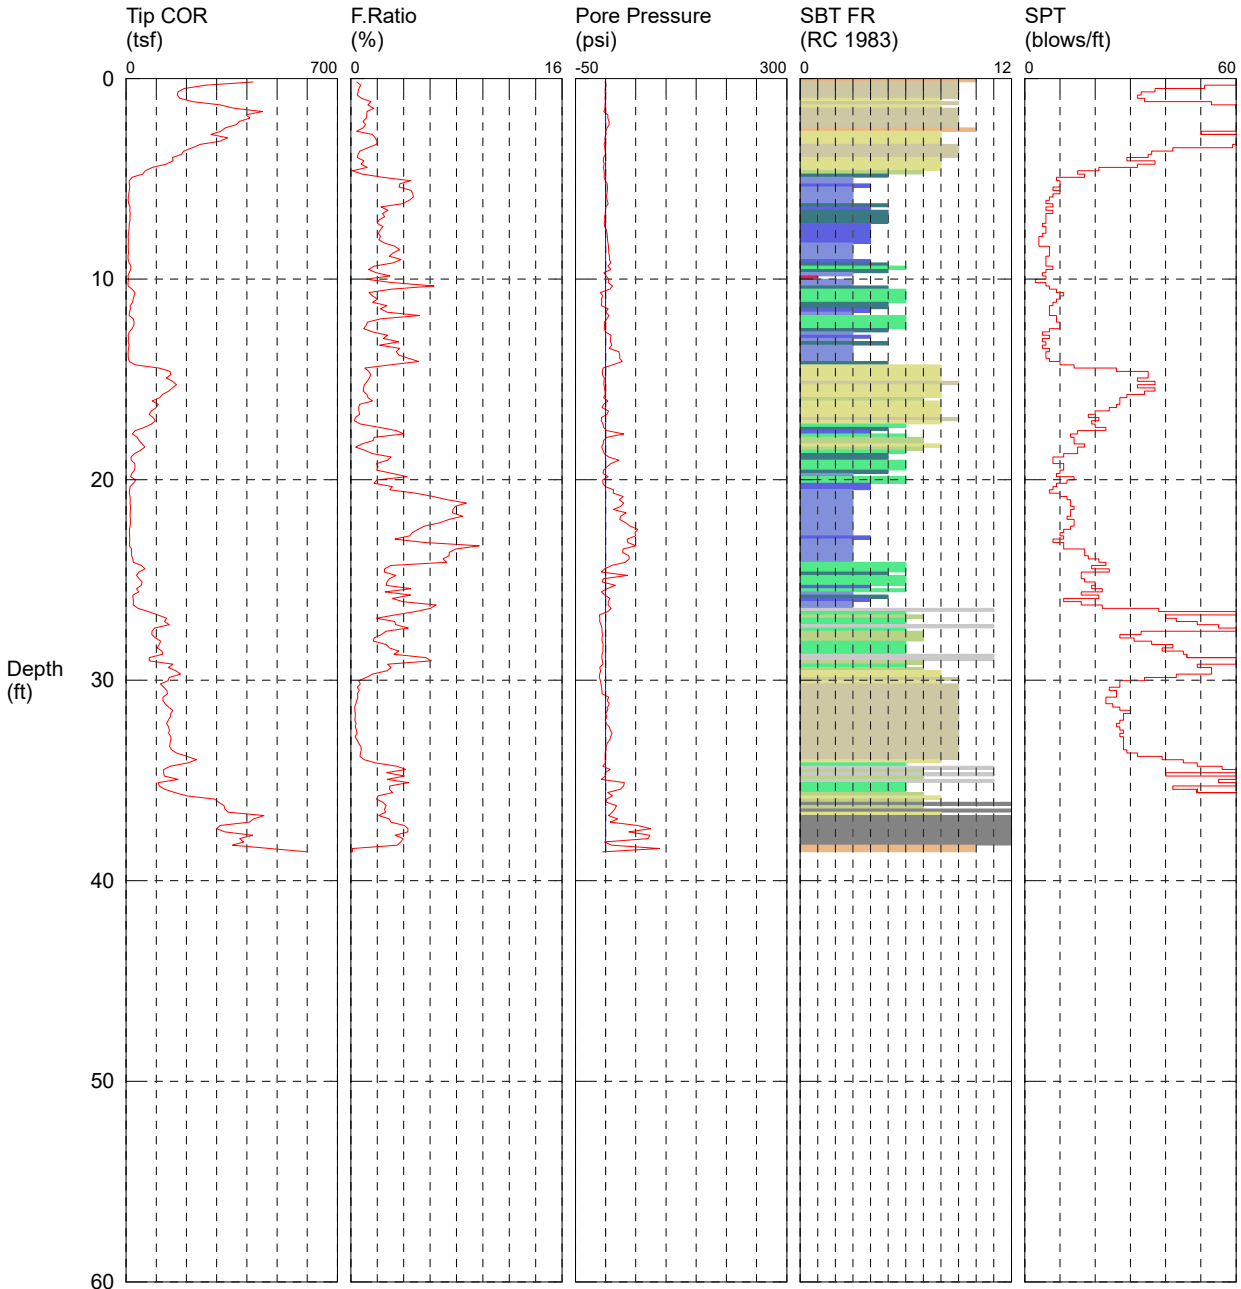 Tip COR
(tsf)
F.Ratio
(%)
Pore Pressure
(psi)
SBT FR
(RC 1983)
SPT
(blows/ft)
0 700
0 16
-50 300
0 12
0 60
0
10
20
30
40
50
60
Depth
(ft)